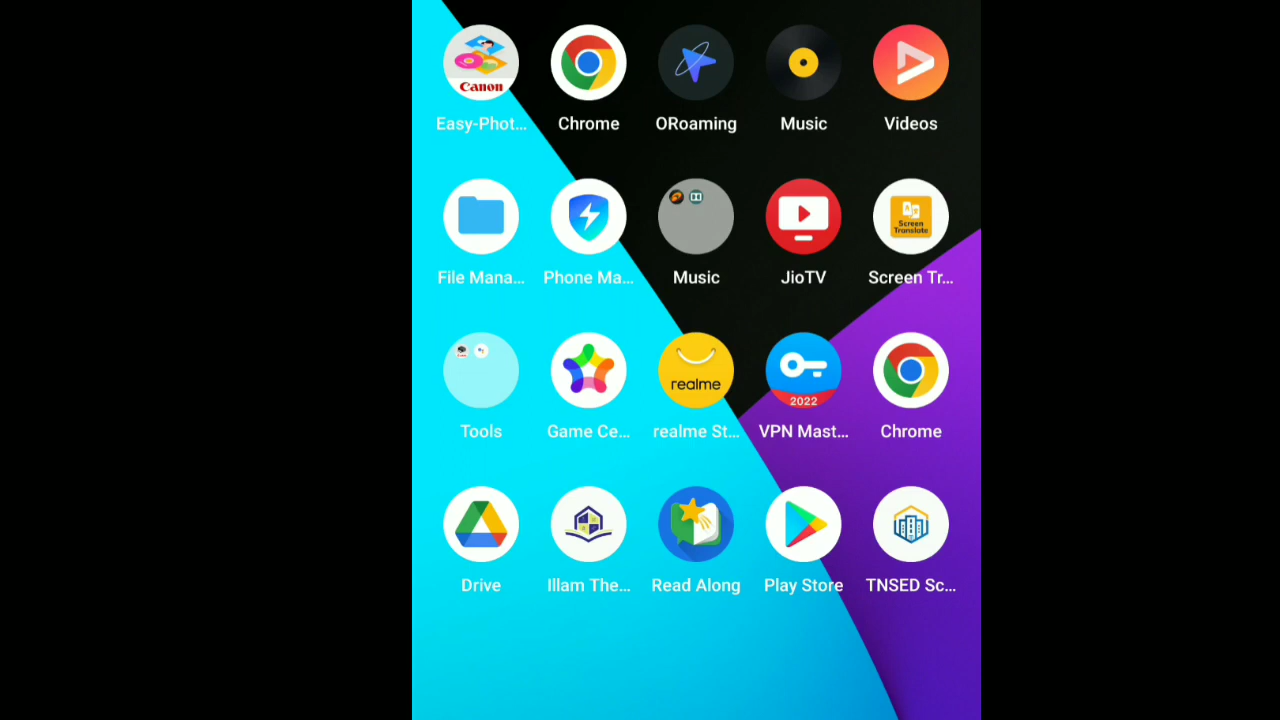 Canon
Easy-Phot...
Chrome
ORoaming
Music
Videos
Screen
Translate
File Mana...
Phone Ma...
Music
JioTV
Screen Tr...
realme
2022
Tools
Game Ce...
realme St...
VPN Mast...
Chrome
Drive
Illam The...
Read Along
Play Store
TNSED Sc...